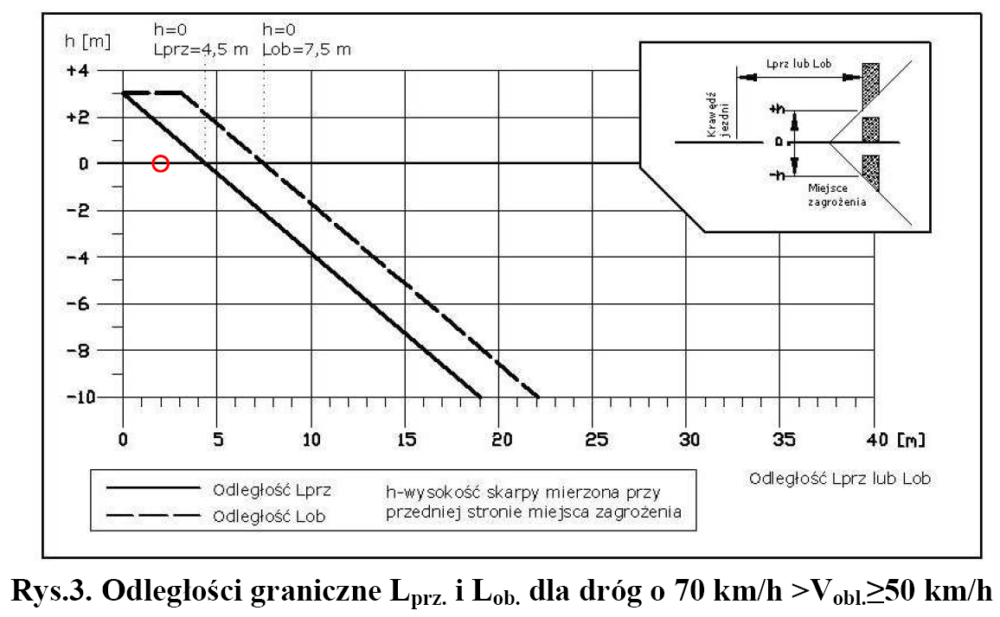 h=0
Lprz=4,5 m
h=0
Lob=7,5 m
h [m]
+4
+2
0
-2
-4
-6
-8
-10
0 5 10 15 20 25 30 35 40 [m]
Lprz lub Lob
Krawędź
jezdni
+h
0
-h
Miejsce
zagrożenia
Odległość Lprz lub Lob
Odległość Lprz
Odległość Lob
h-wysokość skarpy mierzona przy
przedniej stronie miejsca zagrożenia
Rys.3. Odległości graniczne Lprz. i Lob. dla dróg o 70 km/h >Vobl.≥50 km/h